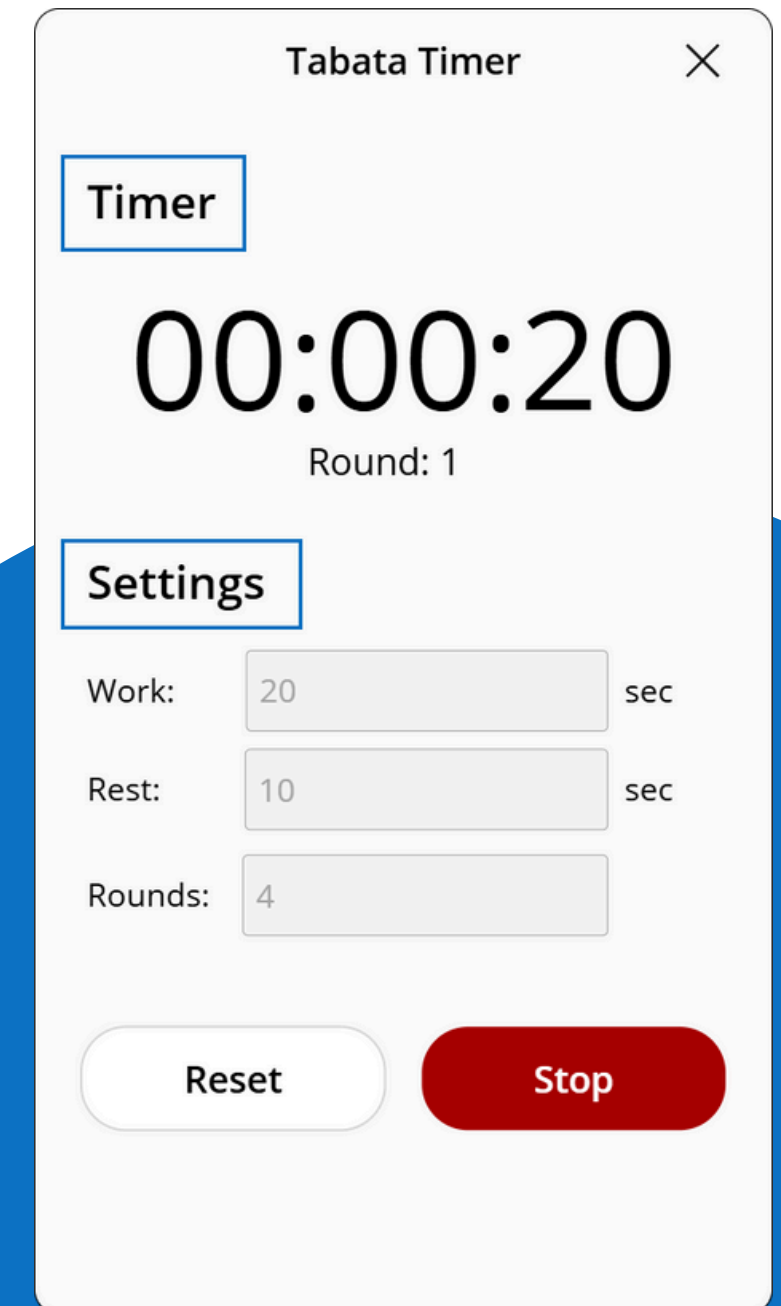 Tabata Timer
Timer
00:00:20
Round: 1
Settings
Work: 20 sec
Rest: 10 sec
Rounds: 4
Reset Stop